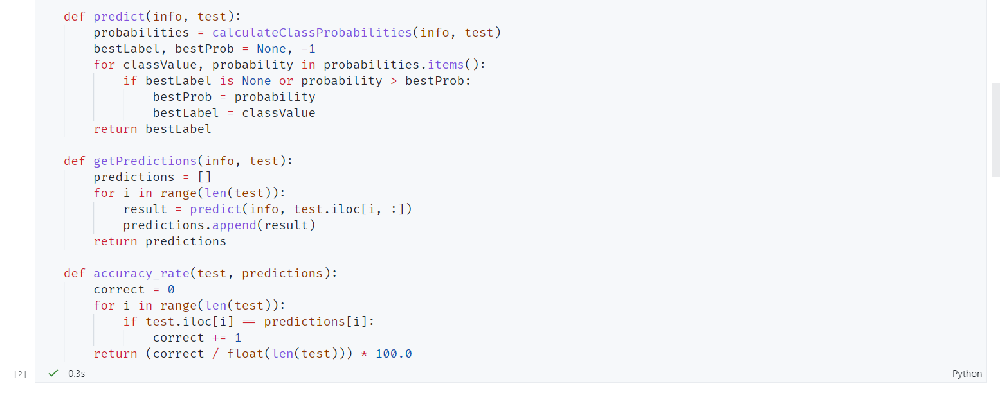 def predict(info, test):
    probabilities = calculateClassProbabilities(info, test)
    bestLabel, bestProb = None, -1
    for classValue, probability in probabilities.items():
        if bestLabel is None or probability > bestProb:
            bestProb = probability
            bestLabel = classValue
    return bestLabel

def getPredictions(info, test):
    predictions = []
    for i in range(len(test)):
        result = predict(info, test.iloc[i, :])
        predictions.append(result)
    return predictions

def accuracy_rate(test, predictions):
    correct = 0
    for i in range(len(test)):
        if test.iloc[i] == predictions[i]:
            correct += 1
    return (correct / float(len(test))) * 100.0
[2] ✓ 0.3s Python